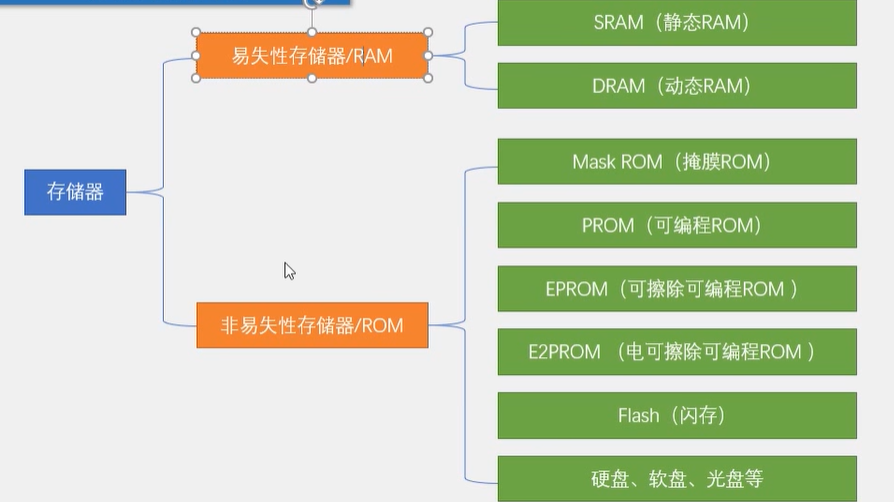 存储器
易失性存储器/RAM
SRAM（静态RAM）
DRAM（动态RAM）
非易失性存储器/ROM
Mask ROM（掩膜ROM）
PROM（可编程ROM）
EPROM（可擦除可编程ROM ）
E2PROM （电可擦除可编程ROM ）
Flash（闪存）
硬盘、软盘、光盘等